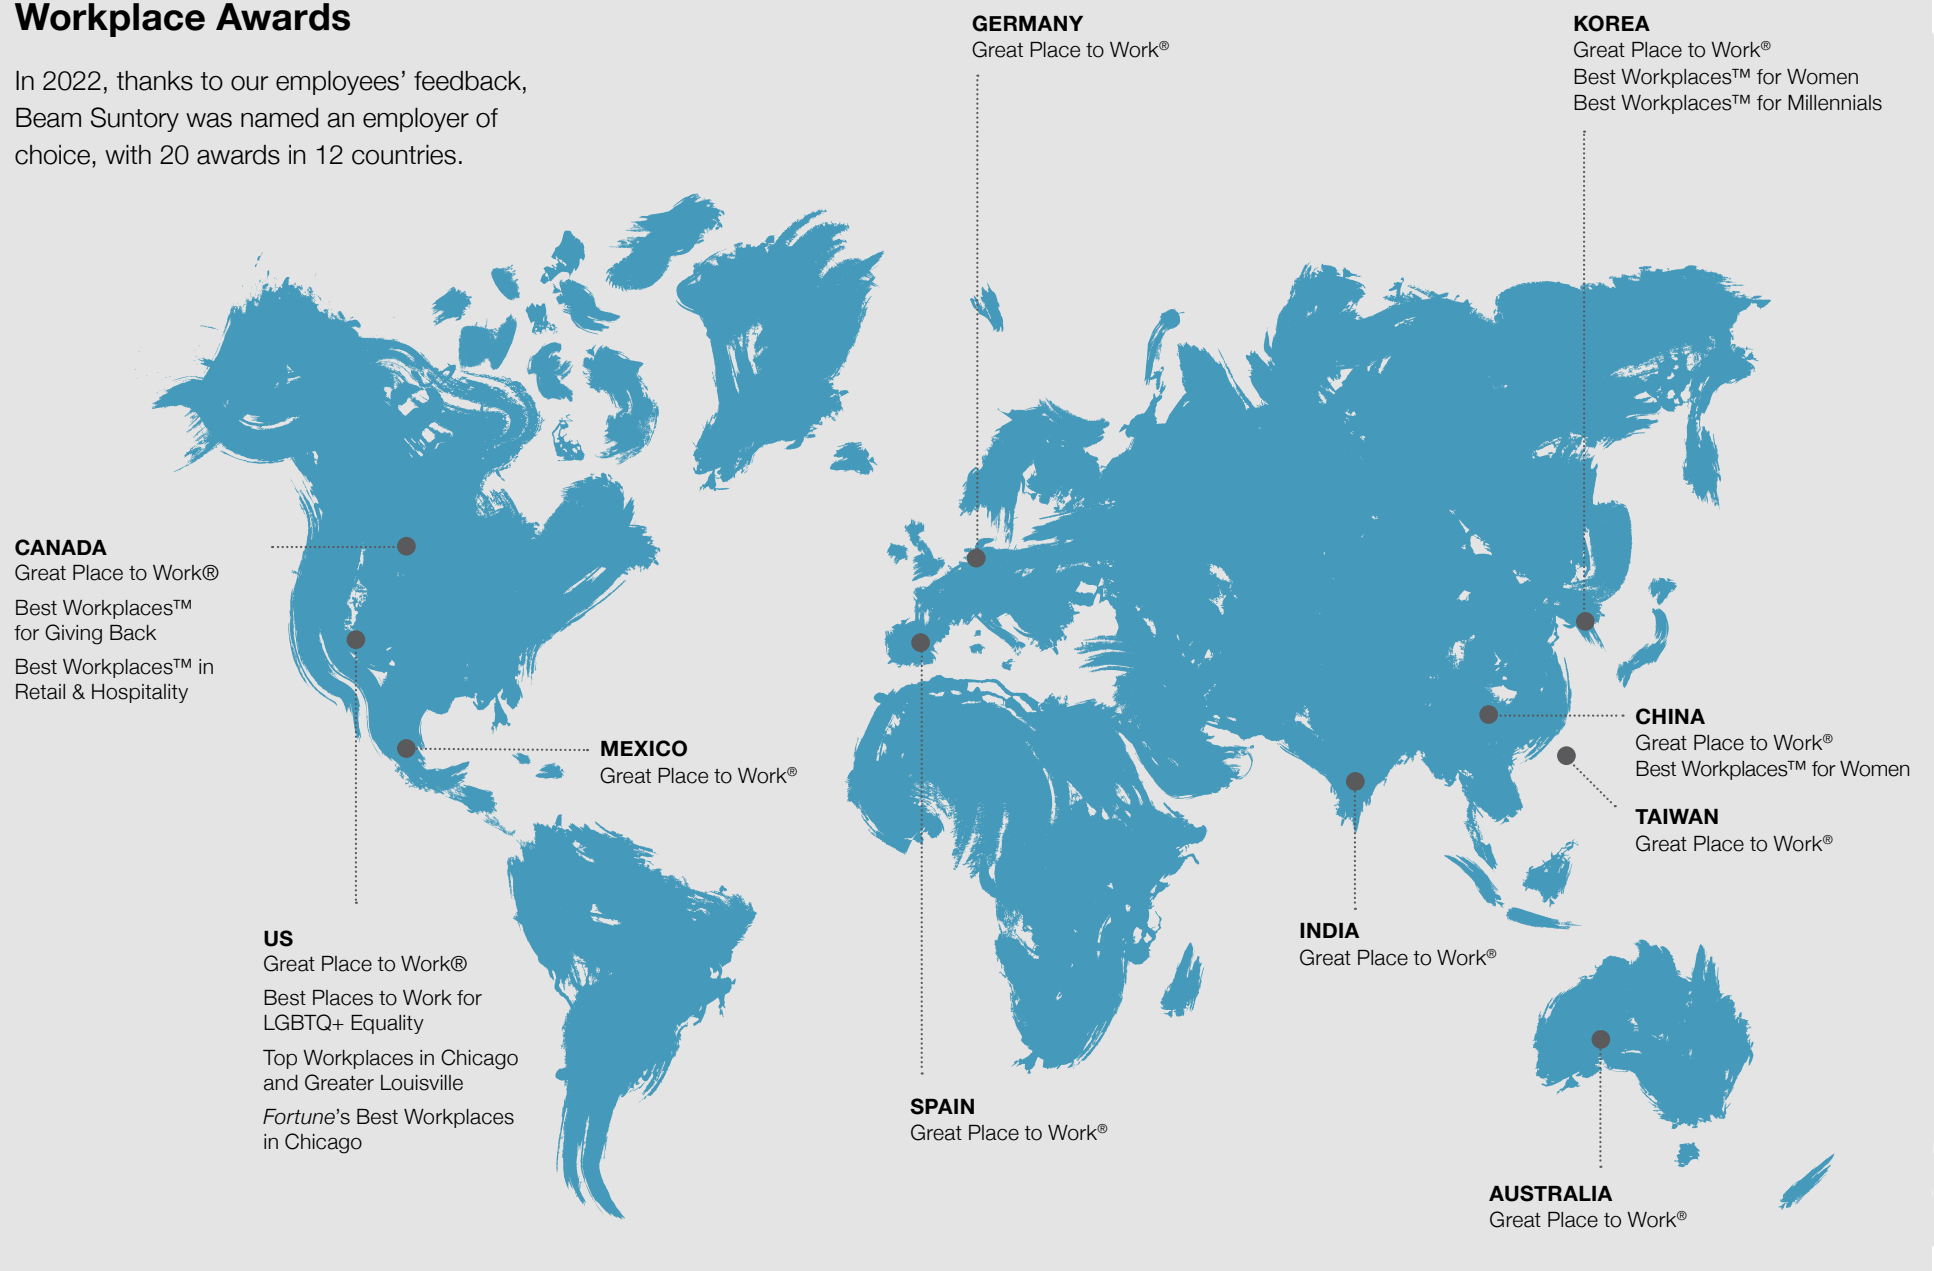 Workplace Awards
In 2022, thanks to our employees’ feedback,
Beam Suntory was named an employer of
choice, with 20 awards in 12 countries.
GERMANY
Great Place to Work®
KOREA
Great Place to Work®
Best Workplaces™ for Women
Best Workplaces™ for Millennials
CANADA
Great Place to Work®
Best Workplaces™
for Giving Back
Best Workplaces™ in
Retail & Hospitality
MEXICO
Great Place to Work®
CHINA
Great Place to Work®
Best Workplaces™ for Women
TAIWAN
Great Place to Work®
US
Great Place to Work®
Best Places to Work for
LGBTQ+ Equality
Top Workplaces in Chicago
and Greater Louisville
Fortune’s Best Workplaces
in Chicago
INDIA
Great Place to Work®
SPAIN
Great Place to Work®
AUSTRALIA
Great Place to Work®